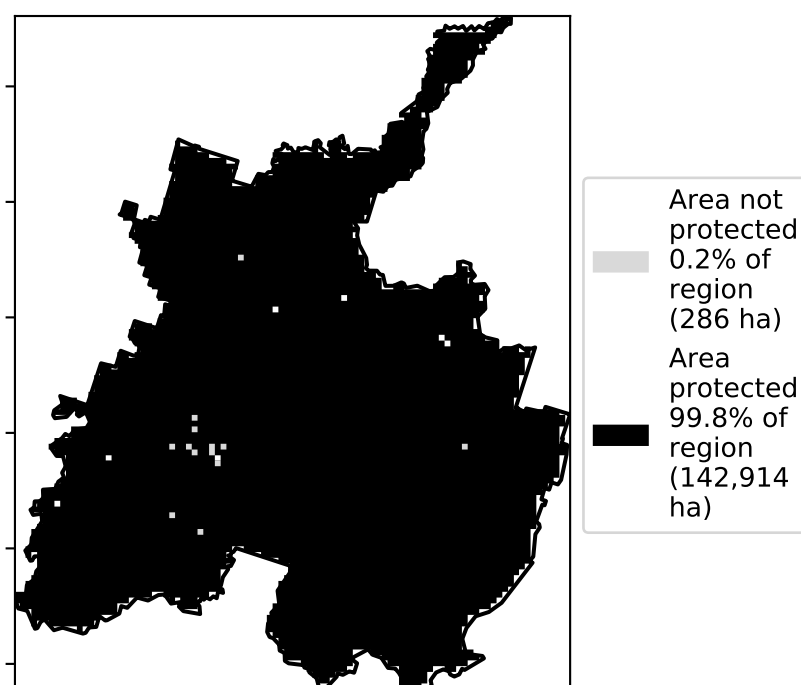 Area not
protected
0.2% of
region
(286 ha)
Area
protected
99.8% of
region
(142,914
ha)